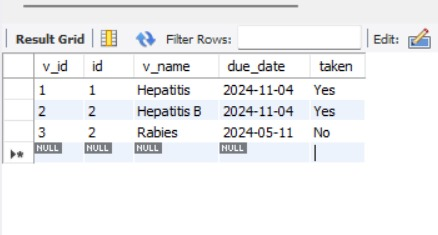 Result Grid Filter Rows: Edit:
v_id id v_name due_date taken
1 1 Hepatitis 2024-11-04 Yes
2 2 Hepatitis B 2024-11-04 Yes
3 2 Rabies 2024-05-11 No
NULL NULL NULL NULL